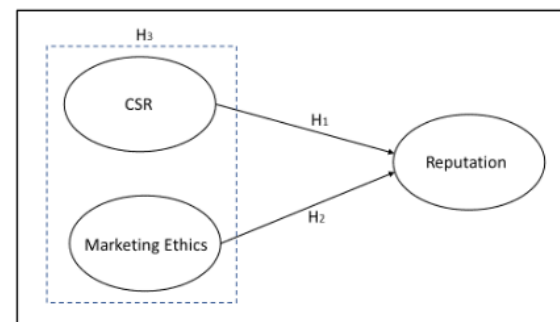 H3
CSR
H1
Reputation
Marketing Ethics
H2